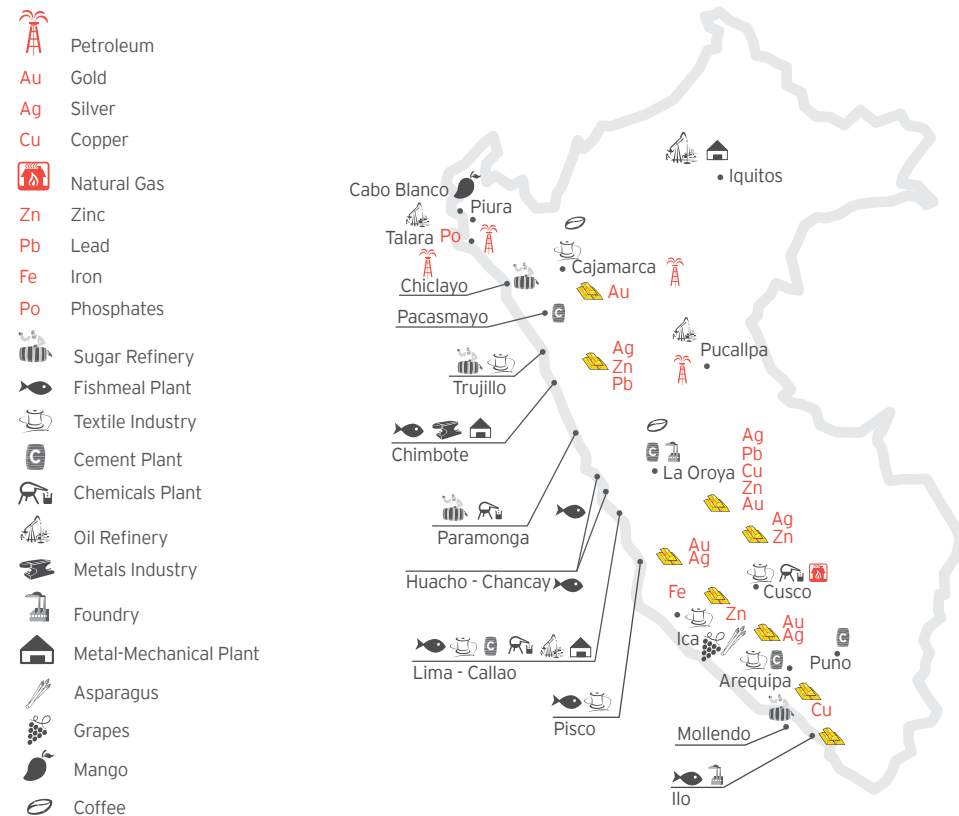 Petroleum
Au Gold
Ag Silver
Cu Copper
Natural Gas
Zn Zinc
Pb Lead
Fe Iron
Po Phosphates
Sugar Refinery
Fishmeal Plant
Textile Industry
C Cement Plant
Chemicals Plant
Oil Refinery
Metals Industry
Foundry
Metal-Mechanical Plant
Asparagus
Grapes
Mango
Coffee
Iquitos
Cabo Blanco
Piura
Talara Po
Cajamarca
Chiclayo
Au
Pacasmayo
C
Pucallpa
Ag
Zn
Pb
Trujillo
Chimbote
C
La Oroya
Ag
Pb
Cu
Zn
Au
Ag
Zn
Paramonga
Au
Ag
Huacho - Chancay
Cusco
Fe
Zn
Ica
Au
Ag
C
Puno
C
Lima - Callao
C
Arequipa
Cu
Pisco
Mollendo
Ilo